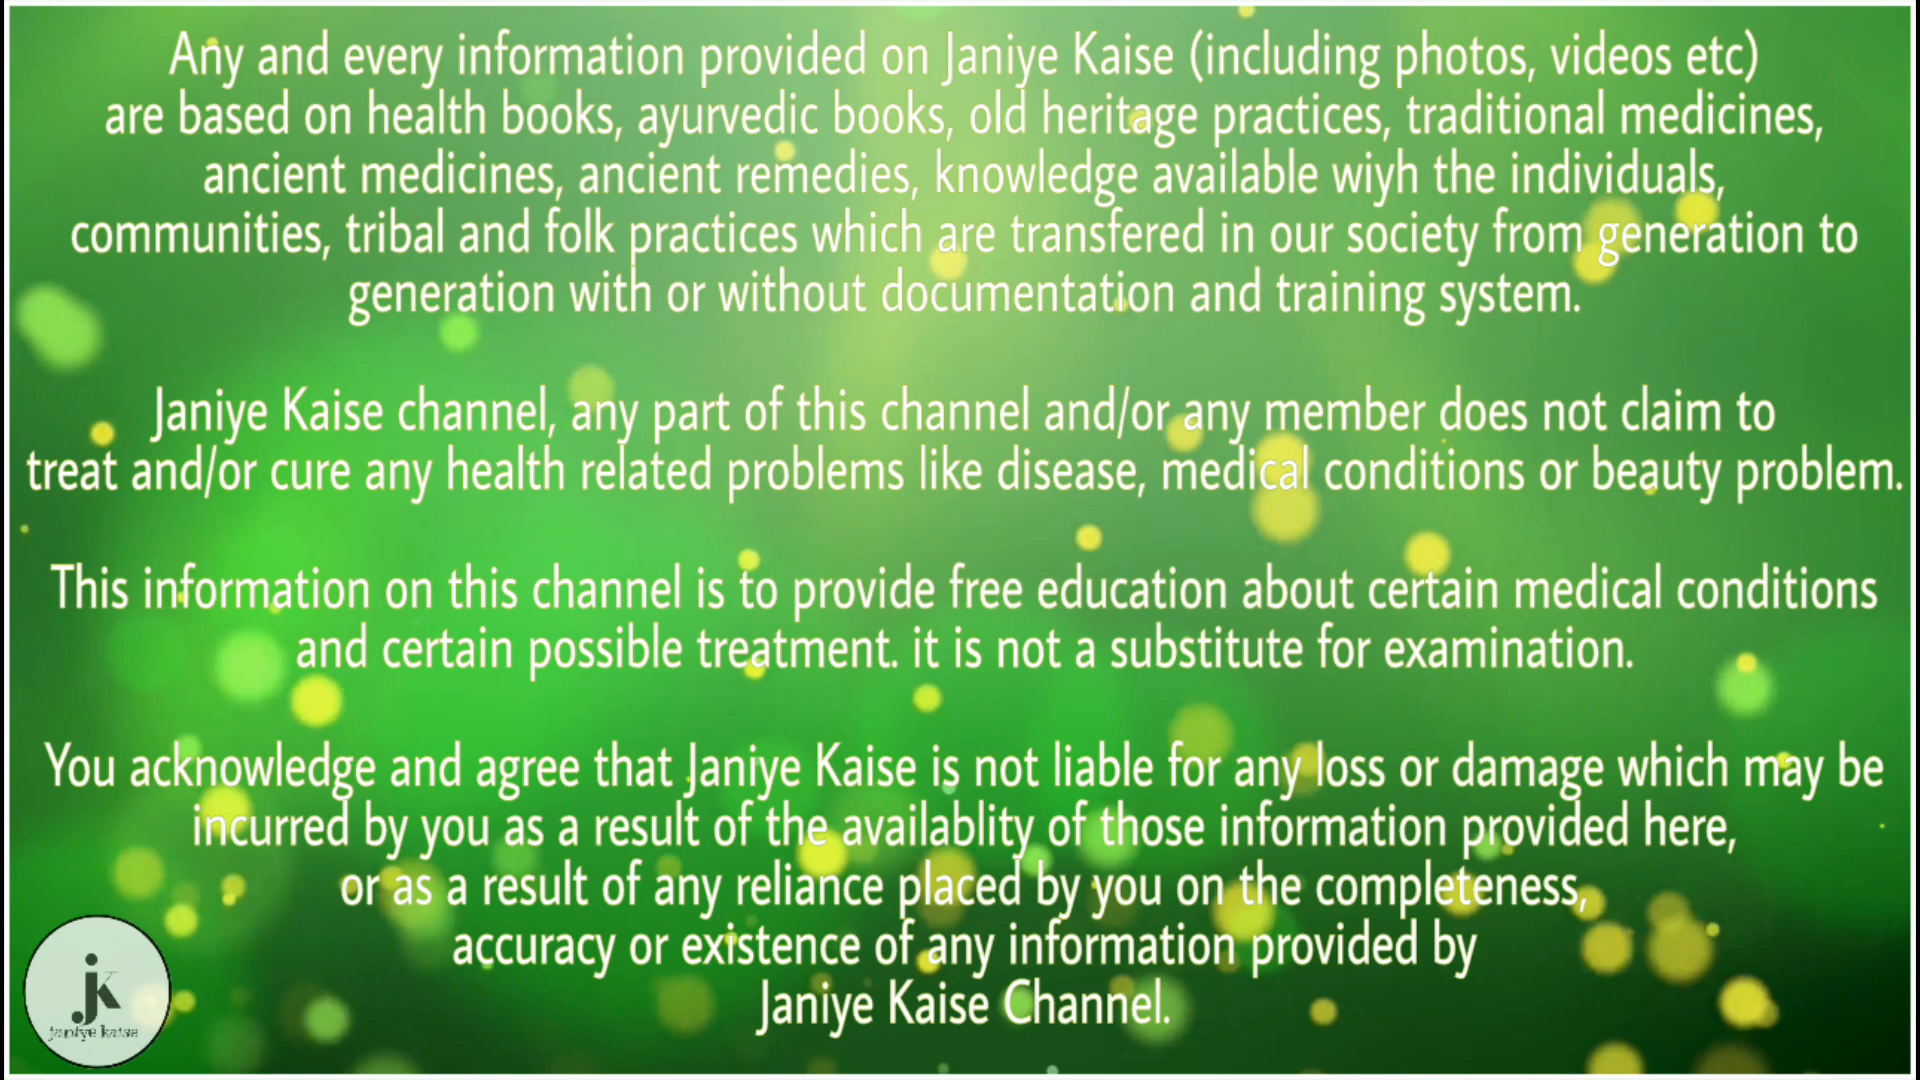 Any and every information provided on Janiye Kaise (including photos, videos etc)
are based on health books, ayurvedic books, old heritage practices, traditional medicines,
ancient medicines, ancient remedies, knowledge available wiyh the individuals,
communities, tribal and folk practices which are transfered in our society from generation to
generation with or without documentation and training system.
Janiye Kaise channel, any part of this channel and/or any member does not claim to
treat and/or cure any health related problems like disease, medical conditions or beauty problem.
This information on this channel is to provide free education about certain medical conditions
and certain possible treatment. it is not a substitute for examination.
You acknowledge and agree that Janiye Kaise is not liable for any loss or damage which may be
incurred by you as a result of the availablity of those information provided here,
or as a result of any reliance placed by you on the completeness,
accuracy or existence of any information provided by
Janiye Kaise Channel.
jk
janiye kaise